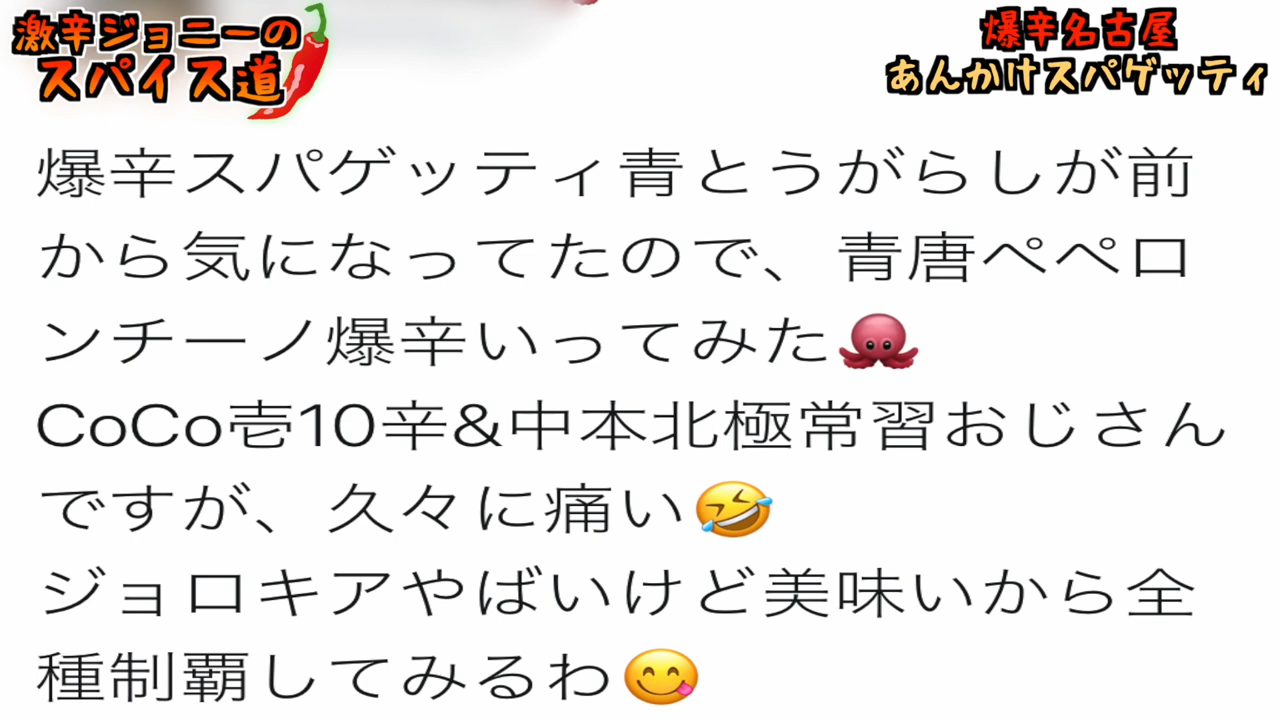 激辛ジョニーの
スパイス道
爆辛名古屋
あんかけスパゲッティ
爆辛スパゲッティ青とうがらしが前
から気になってたので、青唐ペペロ
ンチーノ爆辛いってみた🐙
CoCo壱10辛&中本北極常習おじさん
ですが、久々に痛い🤣
ジョロキアやばいけど美味いから全
種制覇してみるわ😋